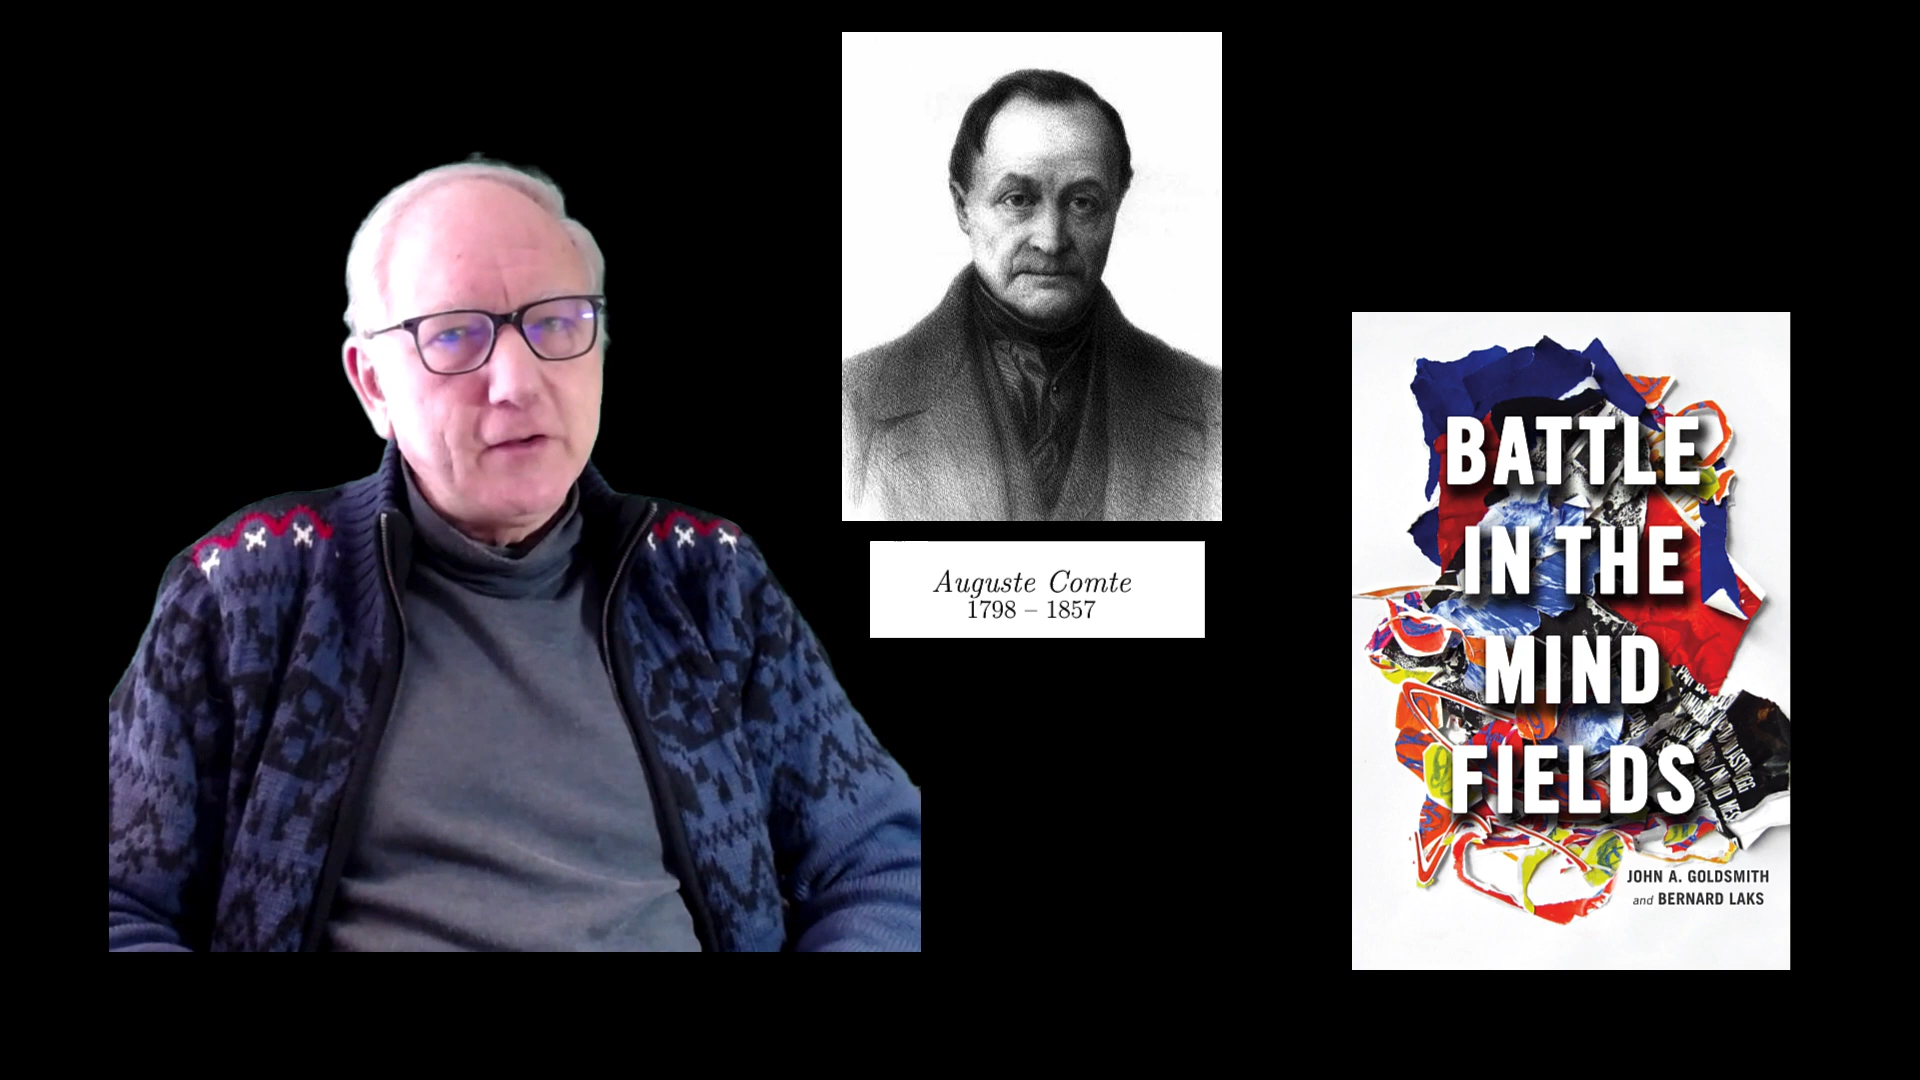 Auguste Comte
1798 – 1857
BATTLE
IN THE
MIND
FIELDS
JOHN A. GOLDSMITH
and BERNARD LAKS